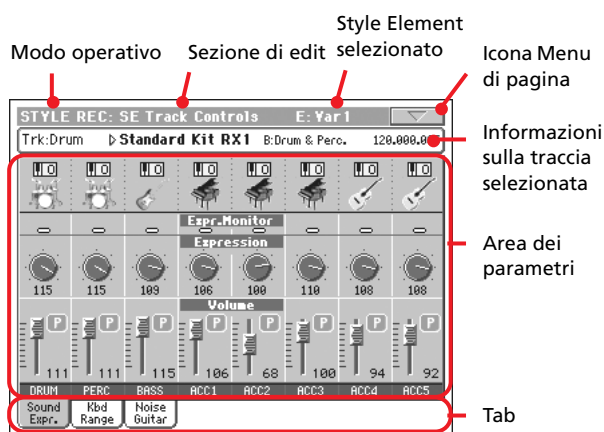 Modo operativo
Sezione di edit
Style Element
selezionato
Icona Menu
di pagina
STYLE REC: SE Track Controls E: Var1
Trk:Drum Standard Kit RX1 B:Drum & Perc.
Informazioni
sulla traccia
selezionata
Expr.Monitor
Expression
115 115 109 106 100 110 108 108
Area dei
parametri
Volume
P P P P P P P P
111 111 115 106 68 100 94 92
DRUM PERC BASS ACC1 ACC2 ACC3 ACC4 ACC5
Sound
Expr.
Kbd
Range
Noise
Guitar
Tab